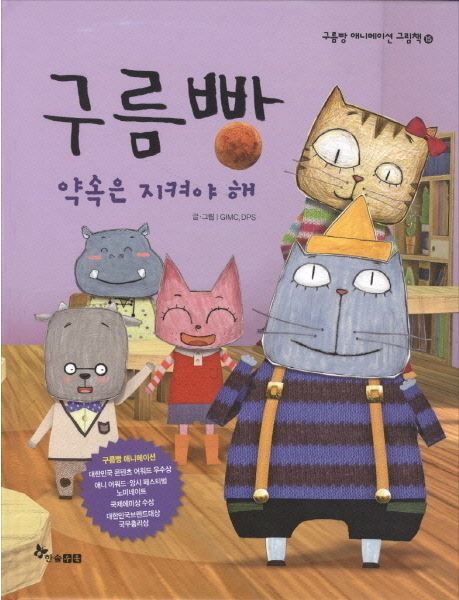 구름빵 애니메이션 그림책 15
구름빵
약속은 지켜야 해
글·그림 | GIMC, DPS
구름빵 애니메이션
대한민국 콘텐츠 어워드 우수상
애니 어워드·앙시 페스티벌
노미네이트
국제에미상 수상
대한민국브랜드대상
국무총리상
한솔수북